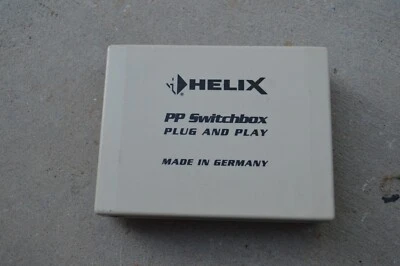 HELIX
PP Switchbox
PLUG AND PLAY
MADE IN GERMANY